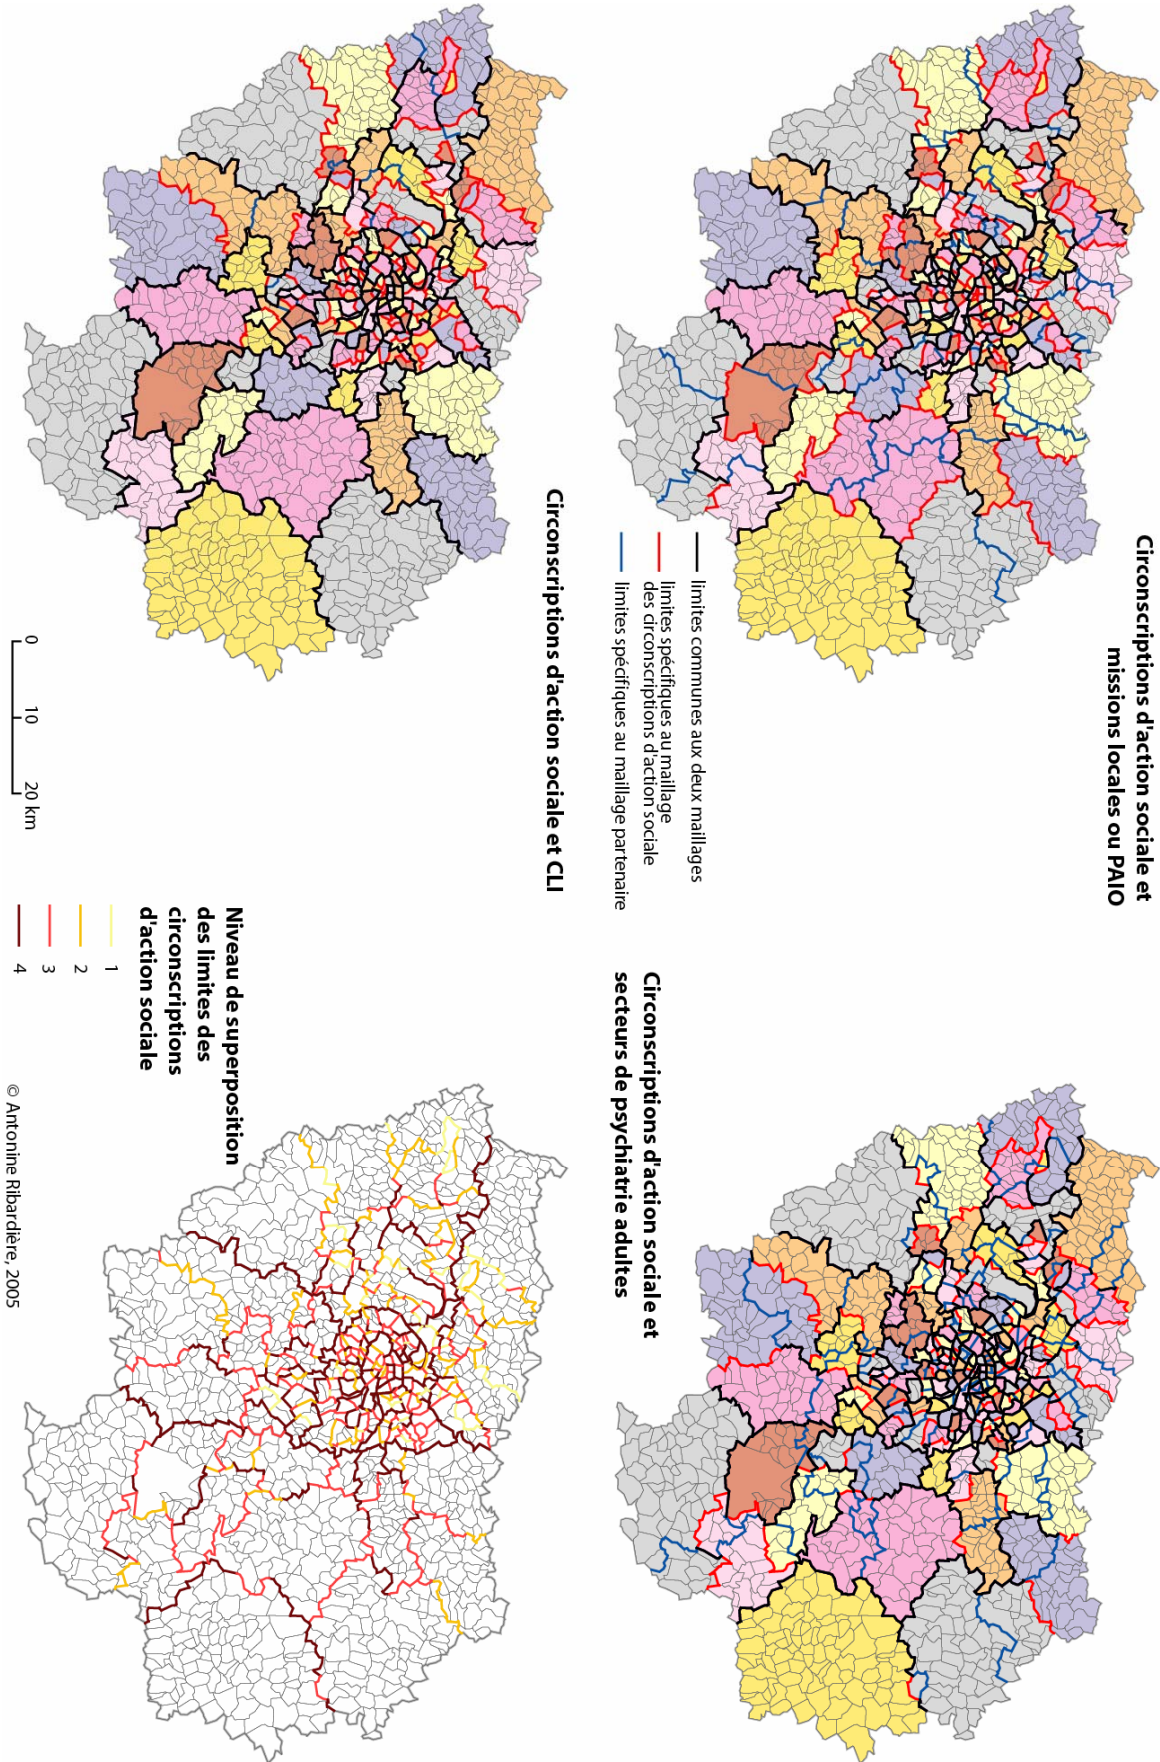 Circonscriptions d'action sociale et
missions locales ou PAIO
limites communes aux deux maillages
limites spécifiques au maillage
des circonscriptions d'action sociale
limites spécifiques au maillage partenaire
Circonscriptions d'action sociale et
secteurs de psychiatrie adultes
Circonscriptions d'action sociale et CLI
0 10 20 km
Niveau de superposition
des limites des
circonscriptions
d'action sociale
1
2
3
4
© Antonine Ribardière, 2005